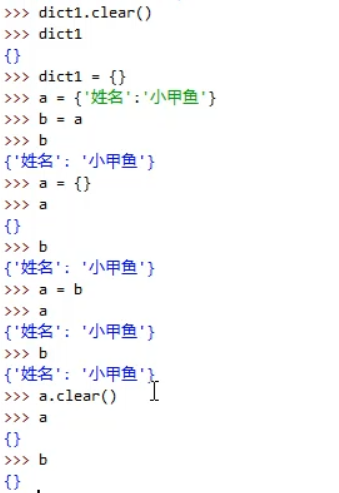 >>> dict1.clear()
>>> dict1
{}
>>> dict1 = {}
>>> a = {'姓名':'小甲鱼'}
>>> b = a
>>> b
{'姓名': '小甲鱼'}
>>> a = {}
>>> a
{}
>>> b
{'姓名': '小甲鱼'}
>>> a = b
>>> a
{'姓名': '小甲鱼'}
>>> b
{'姓名': '小甲鱼'}
>>> a.clear()
>>> a
{}
>>> b
{}